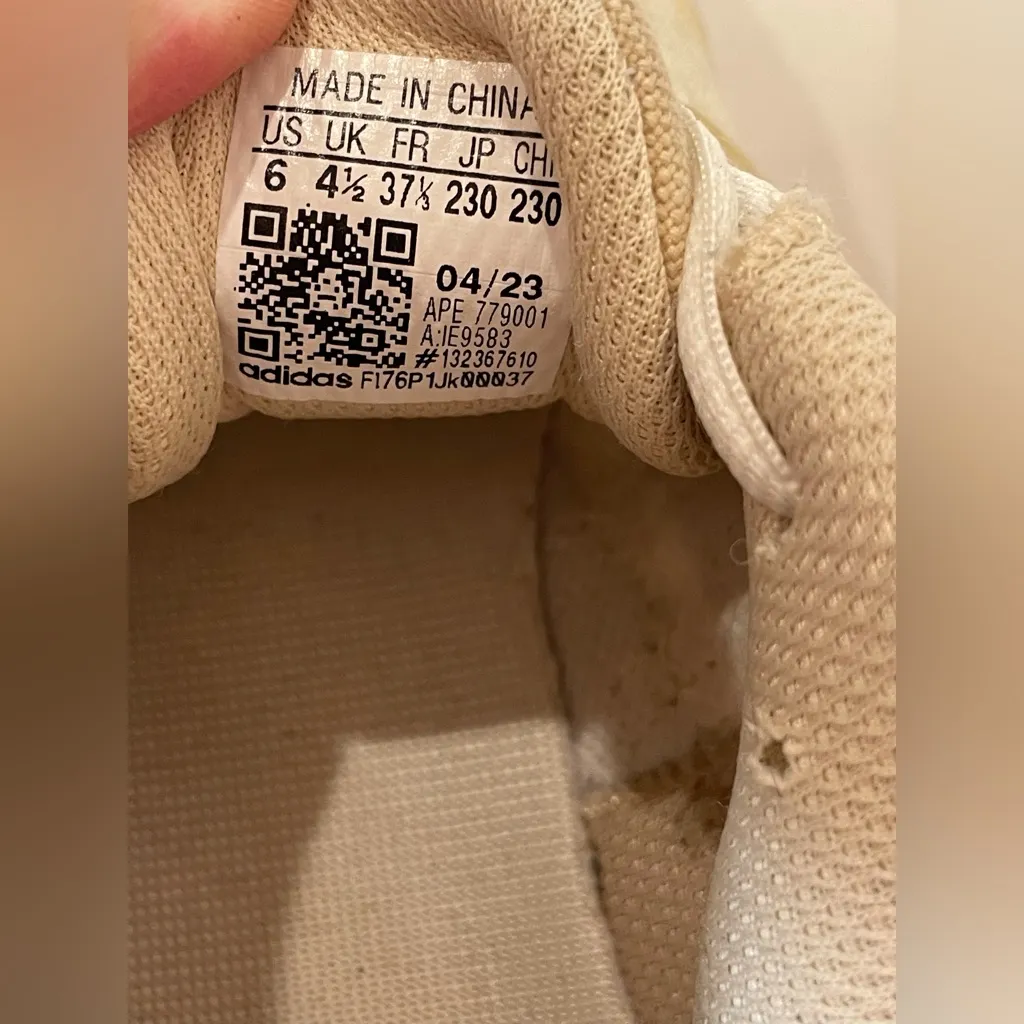 MADE IN CHINA
US UK FR JP CH
6 4½ 37⅓ 230 230
04/23
APE 779001
A:IE9583
#132367610
adidas F176P1Jk00037